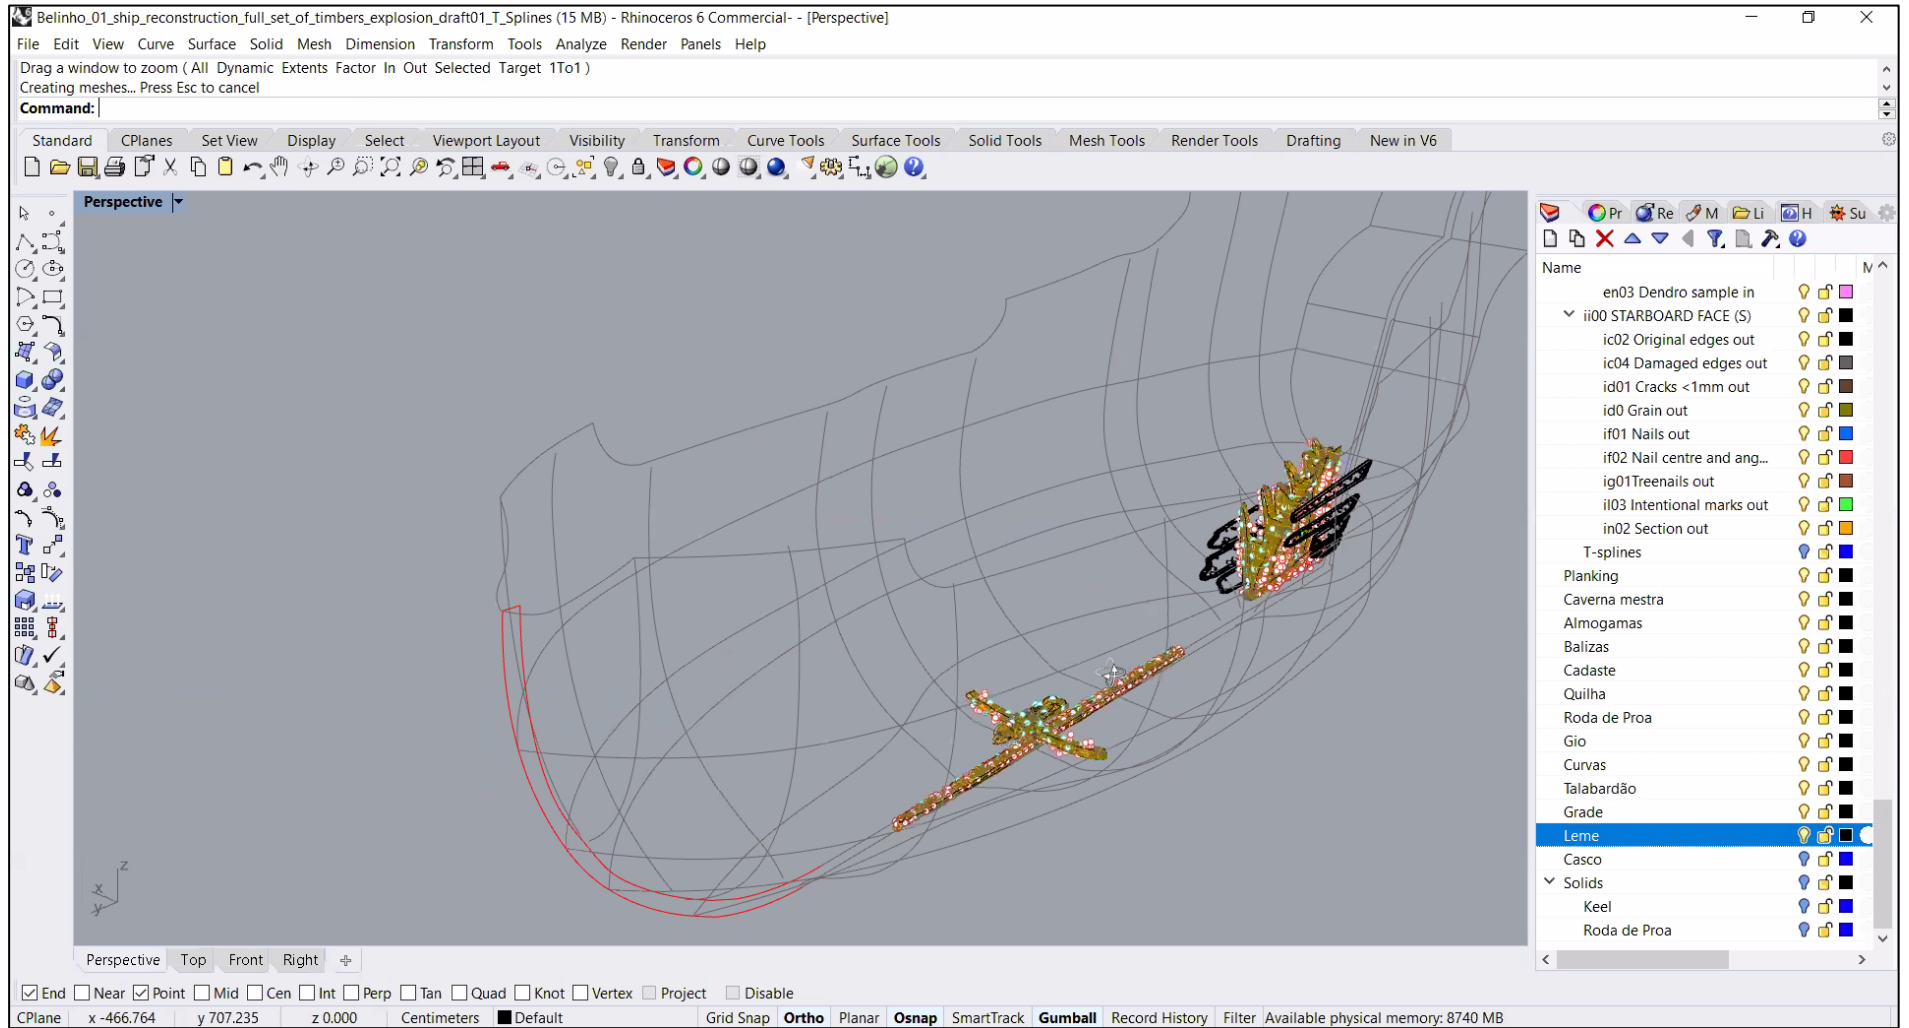 Belinho_01_ship_reconstruction_full_set_of_timbers_explosion_draft01_T_Splines (15 MB) - Rhinoceros 6 Commercial- - [Perspective]
File Edit View Curve Surface Solid Mesh Dimension Transform Tools Analyze Render Panels Help
Drag a window to zoom ( All Dynamic Extents Factor In Out Selected Target 1To1 )
Creating meshes... Press Esc to cancel
Command:
Standard CPlanes Set View Display Select Viewport Layout Visibility Transform Curve Tools Surface Tools Solid Tools Mesh Tools Render Tools Drafting New in V6
Perspective
Pr Re M Li H Su
Name M
en03 Dendro sample in
ii00 STARBOARD FACE (S)
ic02 Original edges out
ic04 Damaged edges out
id01 Cracks <1mm out
id0 Grain out
if01 Nails out
if02 Nail centre and ang...
ig01Treenails out
il03 Intentional marks out
in02 Section out
T-splines
Planking
Caverna mestra
Almogamas
Balizas
Cadaste
Quilha
Roda de Proa
Gio
Curvas
Talabardão
Grade
Leme
Casco
Solids
Keel
Roda de Proa
z
x
y
Perspective Top Front Right
End Near Point Mid Cen Int Perp Tan Quad Knot Vertex Project Disable
CPlane x -466.764 y 707.235 z 0.000 Centimeters Default Grid Snap Ortho Planar Osnap SmartTrack Gumball Record History Filter Available physical memory: 8740 MB